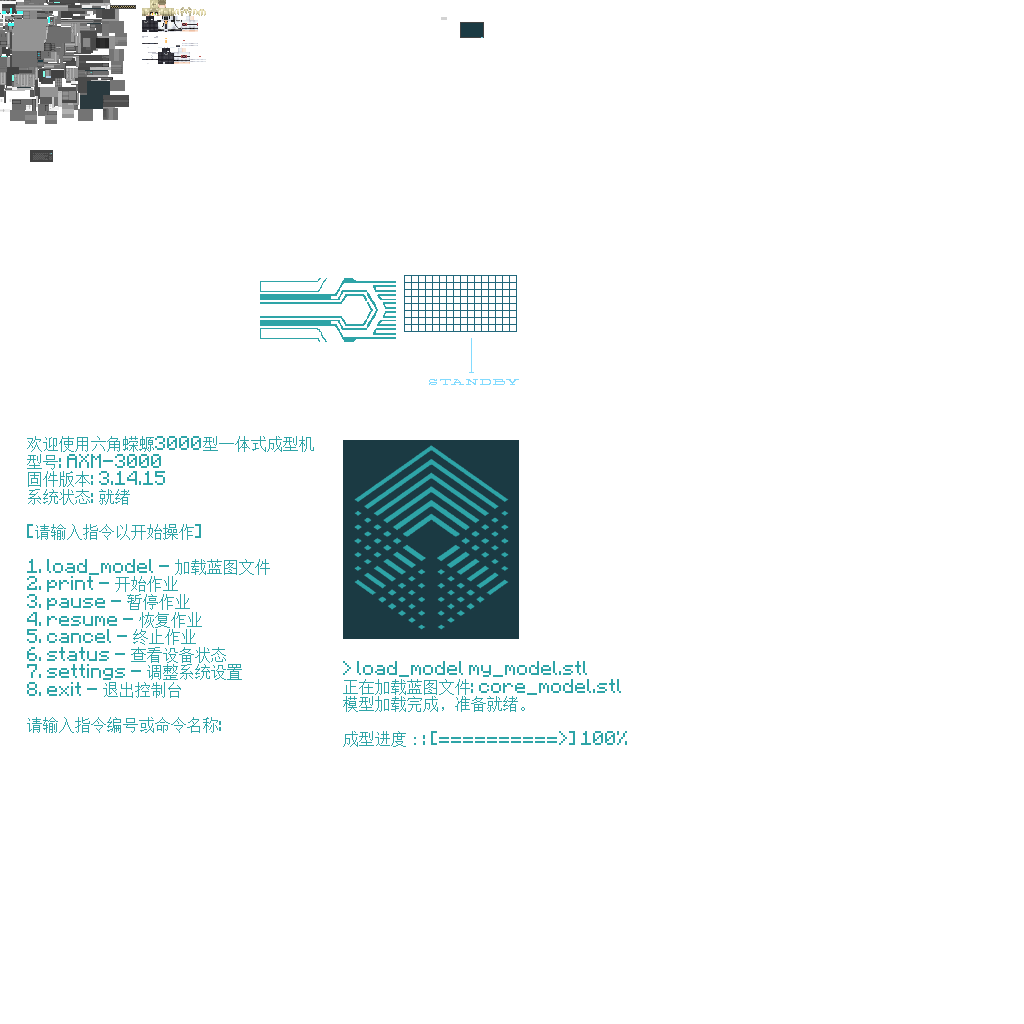 STANDBY
欢迎使用六角蝾螈3000型一体式成型机
型号: AXM-3000
固件版本: 3.14.15
系统状态: 就绪
[请输入指令以开始操作]
1. load_model - 加载蓝图文件
2. print - 开始作业
3. pause - 暂停作业
4. resume - 恢复作业
5. cancel - 终止作业
6. status - 查看设备状态
7. settings - 调整系统设置
8. exit - 退出控制台
请输入指令编号或命令名称:
> load_model my_model.stl
正在加载蓝图文件: core_model.stl
模型加载完成，准备就绪。
成型进度：: [==========>] 100%